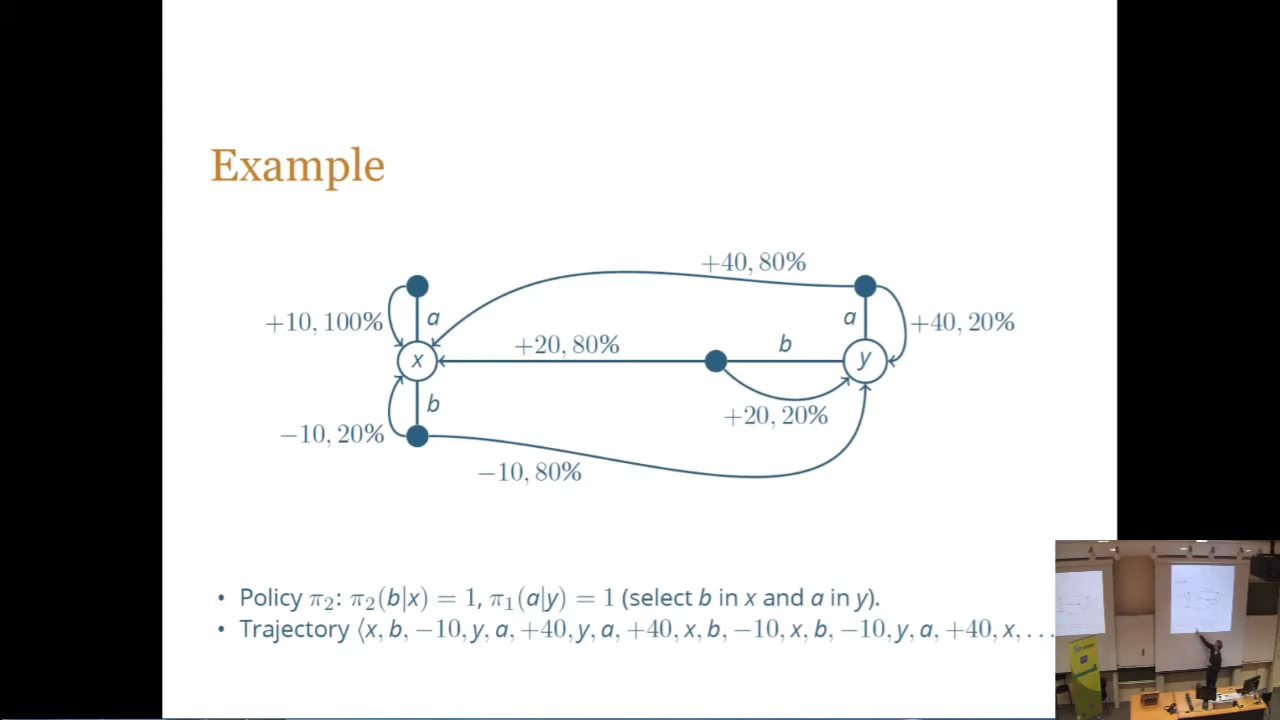 Example
+40, 80%
+10, 100%
a
a
+40, 20%
+20, 80%
b
x
y
b
+20, 20%
−10, 20%
−10, 80%
• Policy π₂: π₂(b|x) = 1, π₁(a|y) = 1 (select b in x and a in y).
• Trajectory ⟨x, b, −10, y, a, +40, y, a, +40, x, b, −10, x, b, −10, y, a, +40, x, . . .